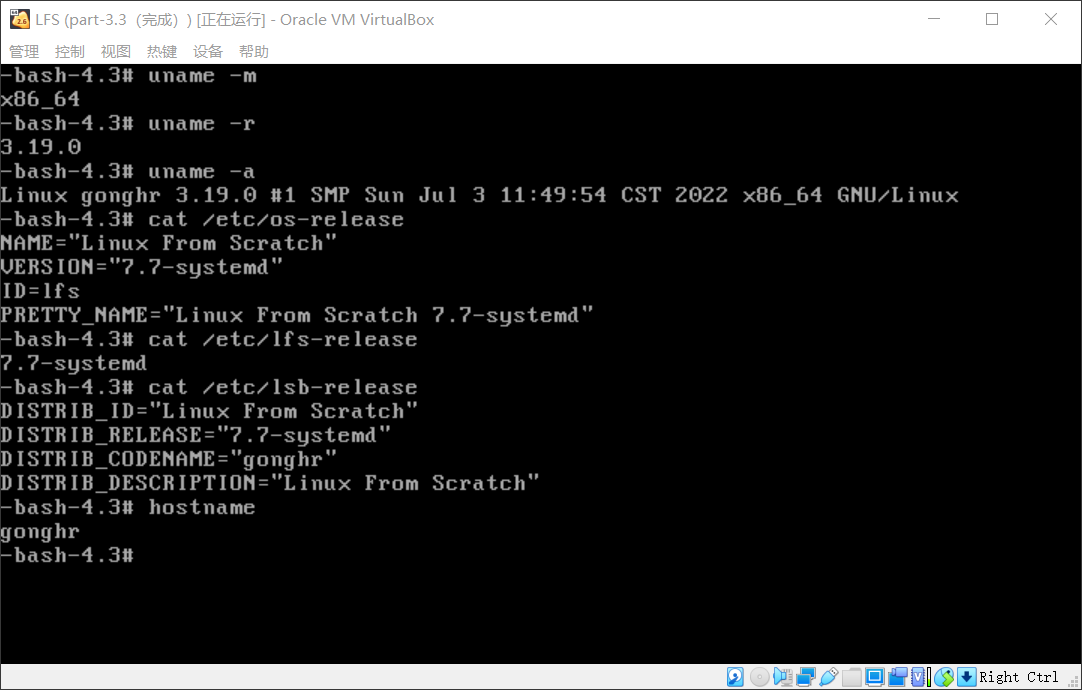 LFS (part-3.3（完成）) [正在运行] - Oracle VM VirtualBox
管理 控制 视图 热键 设备 帮助
-bash-4.3# uname -m
x86_64
-bash-4.3# uname -r
3.19.0
-bash-4.3# uname -a
Linux gonghr 3.19.0 #1 SMP Sun Jul 3 11:49:54 CST 2022 x86_64 GNU/Linux
-bash-4.3# cat /etc/os-release
NAME="Linux From Scratch"
VERSION="7.7-systemd"
ID=lfs
PRETTY_NAME="Linux From Scratch 7.7-systemd"
-bash-4.3# cat /etc/lfs-release
7.7-systemd
-bash-4.3# cat /etc/lsb-release
DISTRIB_ID="Linux From Scratch"
DISTRIB_RELEASE="7.7-systemd"
DISTRIB_CODENAME="gonghr"
DISTRIB_DESCRIPTION="Linux From Scratch"
-bash-4.3# hostname
gonghr
-bash-4.3#
Right Ctrl